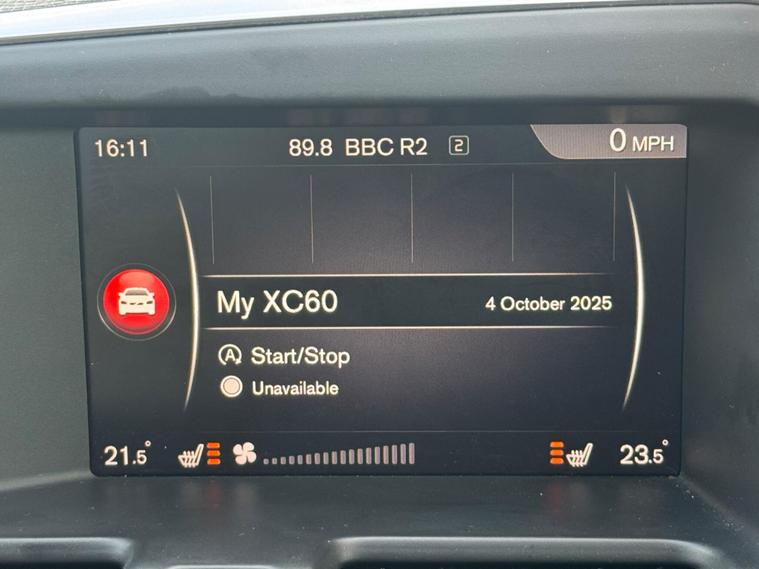 16:11 89.8 BBC R2 2 0 MPH
My XC60 4 October 2025
A Start/Stop
Unavailable
21.5° 23.5°